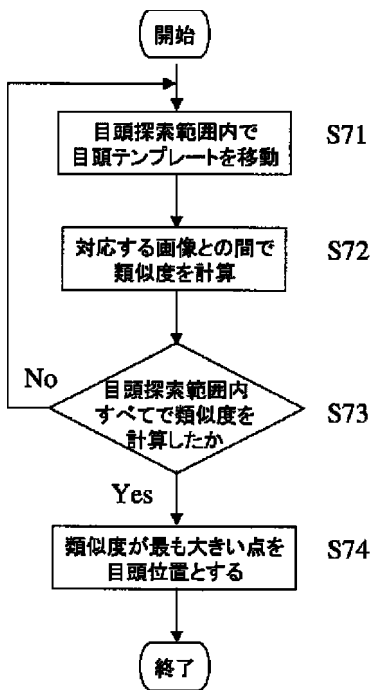 開始
目頭探索範囲内で
目頭テンプレートを移動
S71
対応する画像との間で
類似度を計算
S72
No
目頭探索範囲内
すべてで類似度を
計算したか
S73
Yes
類似度が最も大きい点を
目頭位置とする
S74
終了